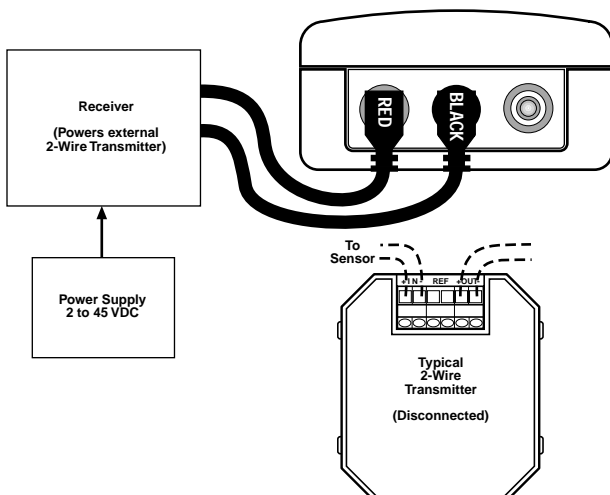 Receiver
(Powers external
2-Wire Transmitter)
RED
BLACK
Power Supply
2 to 45 VDC
To
Sensor
+ I N - REF +OUT-
Typical
2-Wire
Transmitter
(Disconnected)